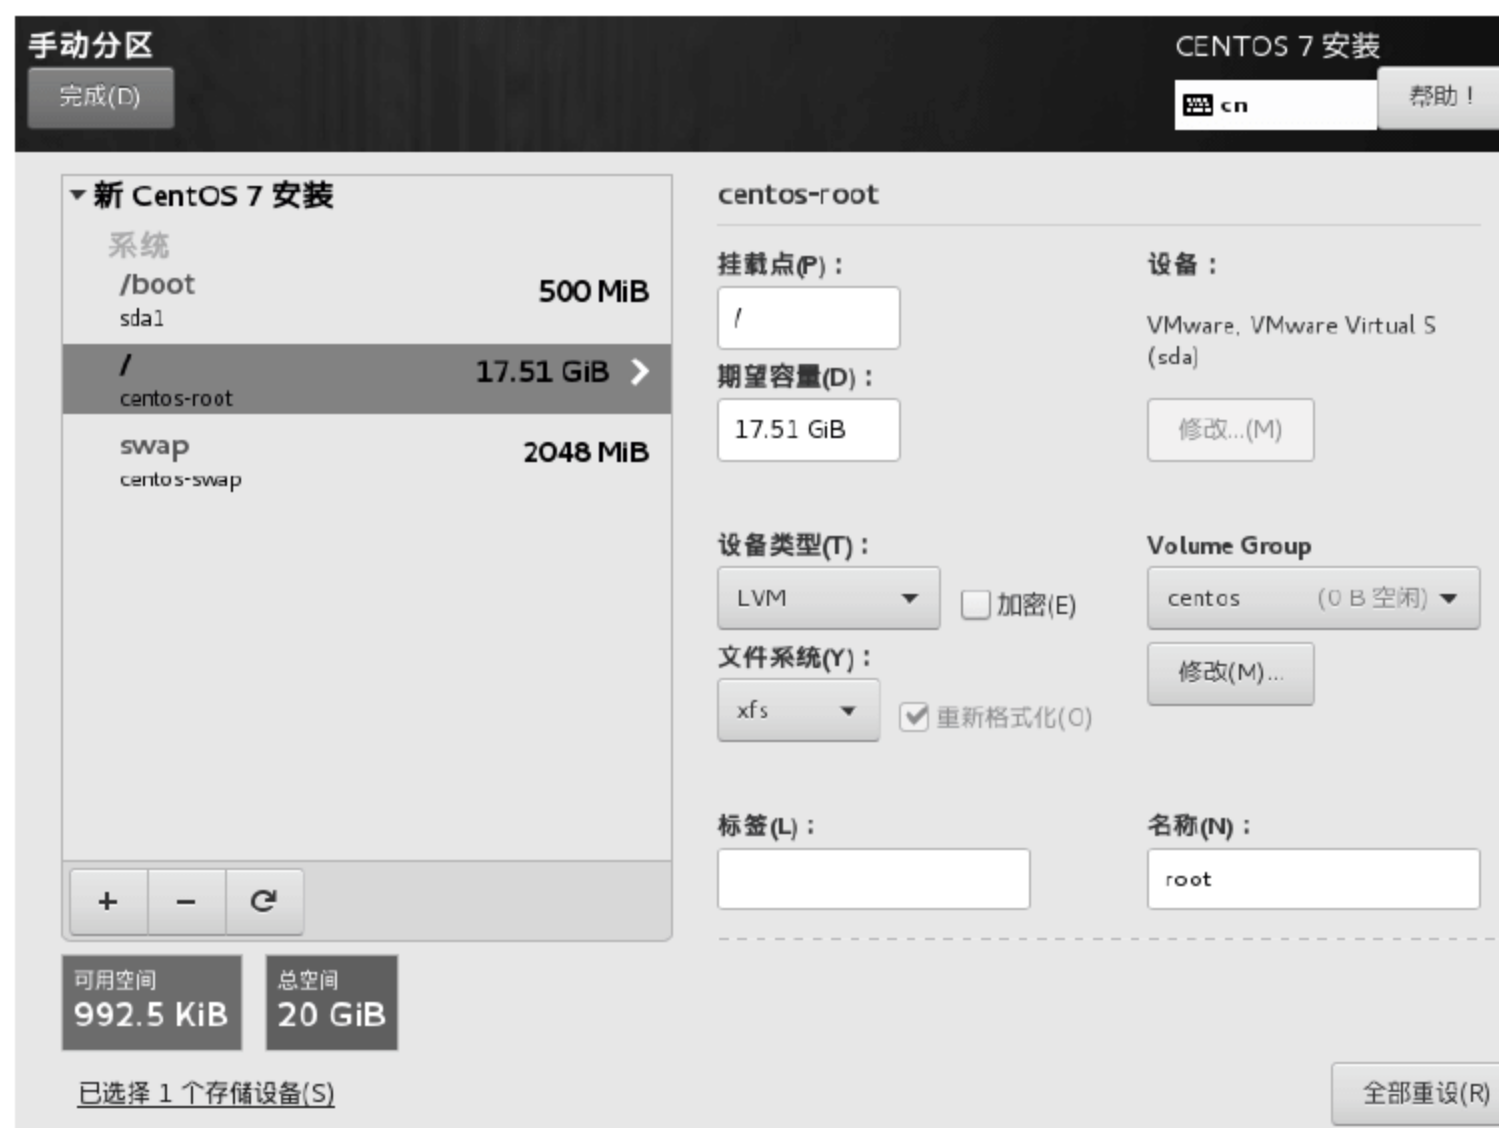 手动分区
完成(D)
CENTOS 7 安装
cn
帮助！
新 CentOS 7 安装
系统
/boot
500 MiB
sda1
/
17.51 GiB
centos-root
swap
2048 MiB
centos-swap
centos-root
挂载点(P)：
/
设备：
VMware, VMware Virtual S
(sda)
期望容量(D)：
17.51 GiB
修改...(M)
设备类型(T)：
LVM
加密(E)
Volume Group
centos (0 B 空闲)
文件系统(Y)：
xfs
重新格式化(O)
修改(M)...
标签(L)：
名称(N)：
root
+ −
可用空间
992.5 KiB
总空间
20 GiB
已选择 1 个存储设备(S)
全部重设(R)